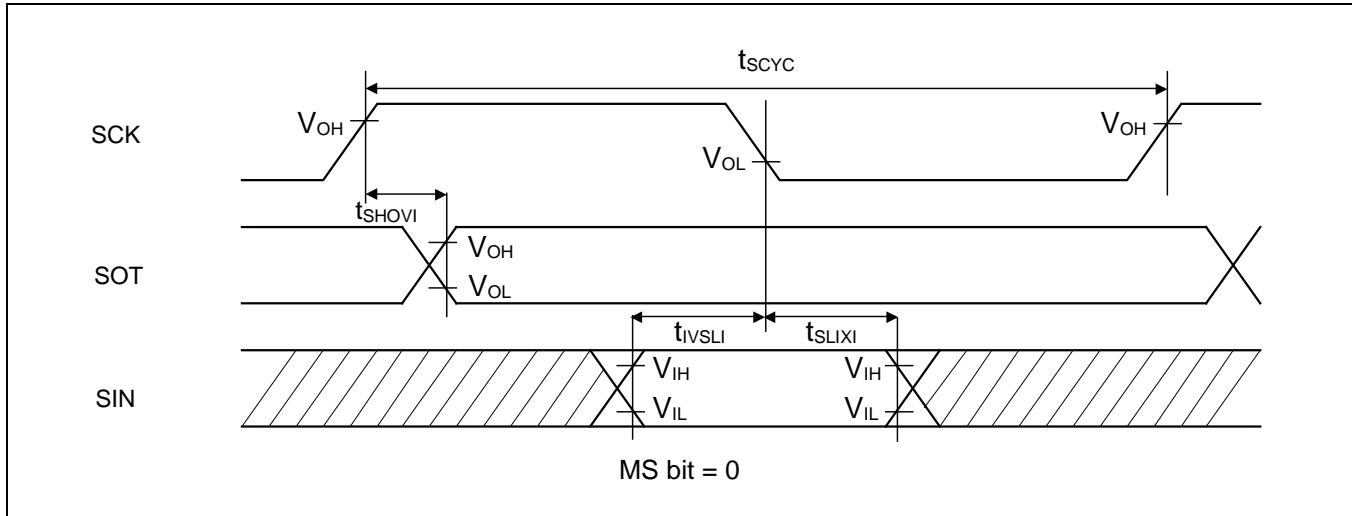 tSCYC
SCK
VOH
VOL
VOH
tSHOVI
SOT
VOH
VOL
tIVSLI
tSLIXI
SIN
VIH
VIL
VIH
VIL
MS bit = 0